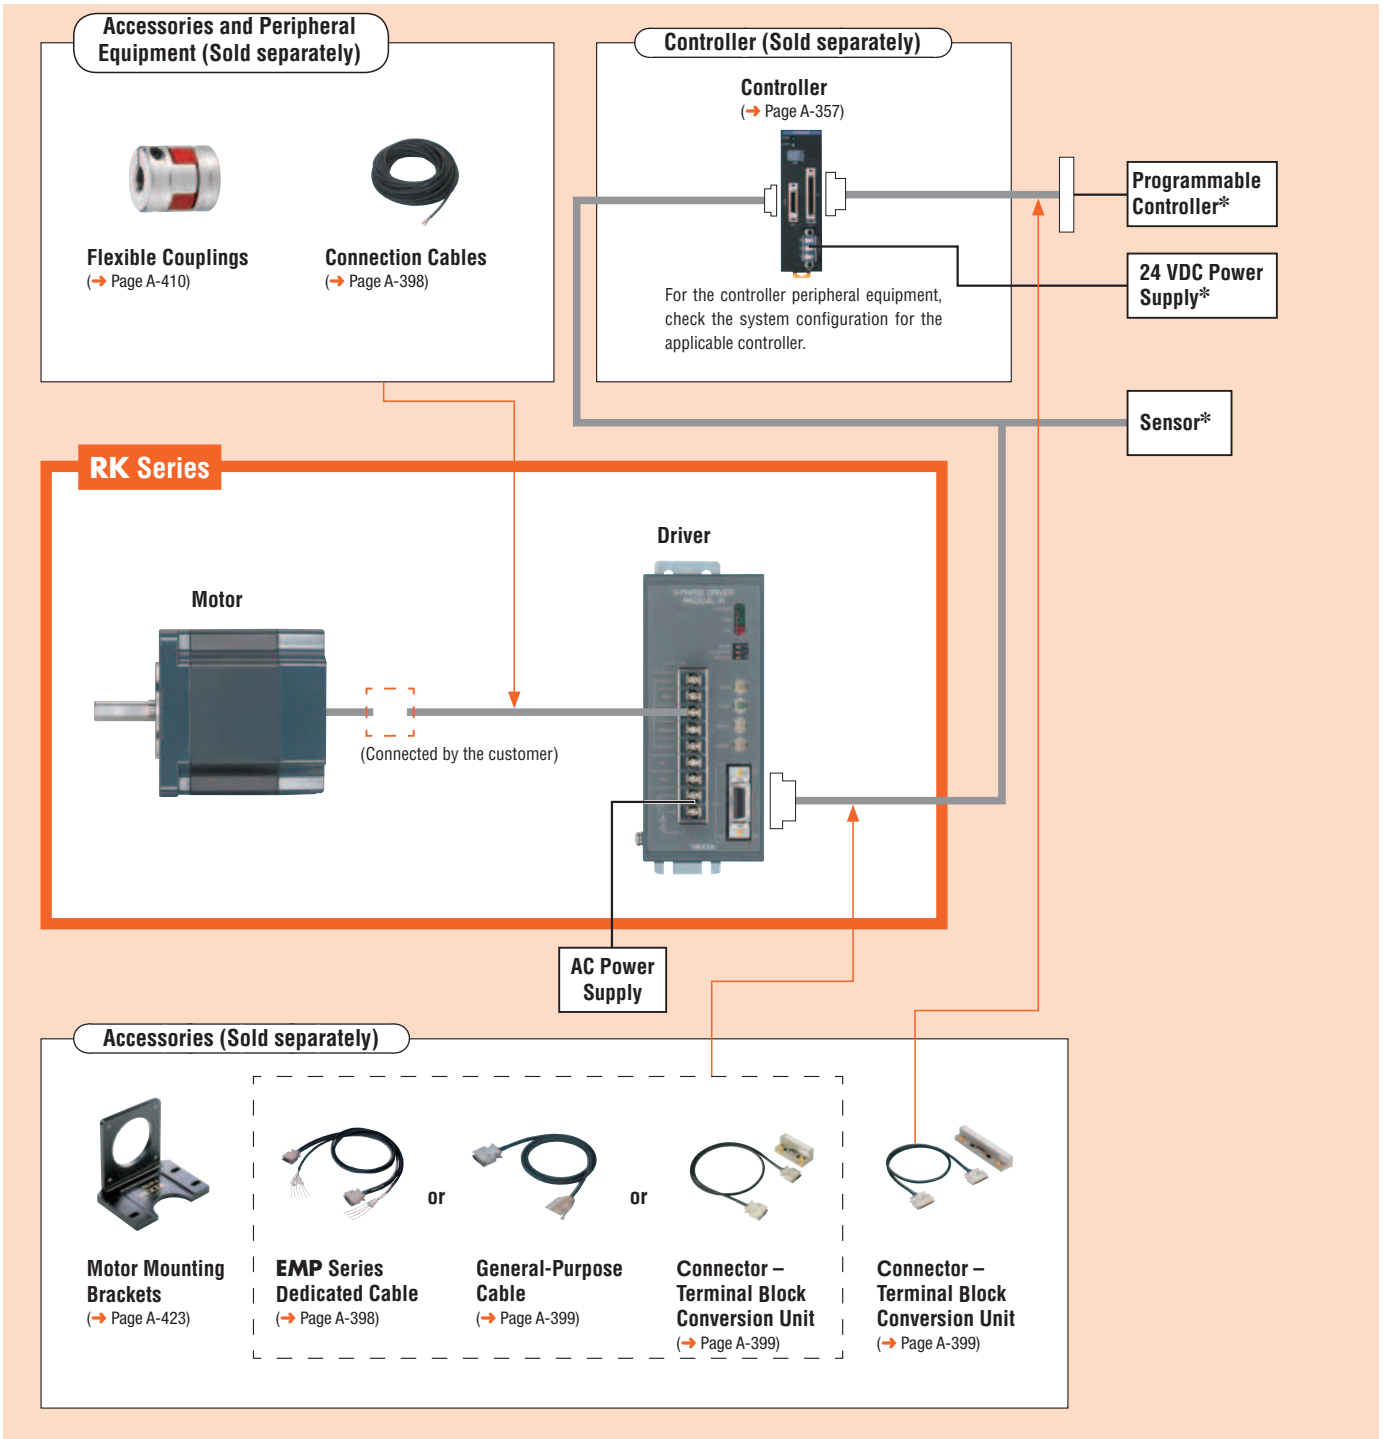 Accessories and Peripheral
Equipment (Sold separately)
Flexible Couplings
(➜ Page A-410)
Connection Cables
(➜ Page A-398)
Controller (Sold separately)
Controller
(➜ Page A-357)
For the controller peripheral equipment,
check the system configuration for the
applicable controller.
Programmable
Controller*
24 VDC Power
Supply*
Sensor*
RK Series
Motor
Driver
5-PHASE DRIVER
(Connected by the customer)
VEXTA
AC Power
Supply
Accessories (Sold separately)
Motor Mounting
Brackets
(➜ Page A-423)
EMP Series
Dedicated Cable
(➜ Page A-398)
or
General-Purpose
Cable
(➜ Page A-399)
or
Connector –
Terminal Block
Conversion Unit
(➜ Page A-399)
Connector –
Terminal Block
Conversion Unit
(➜ Page A-399)